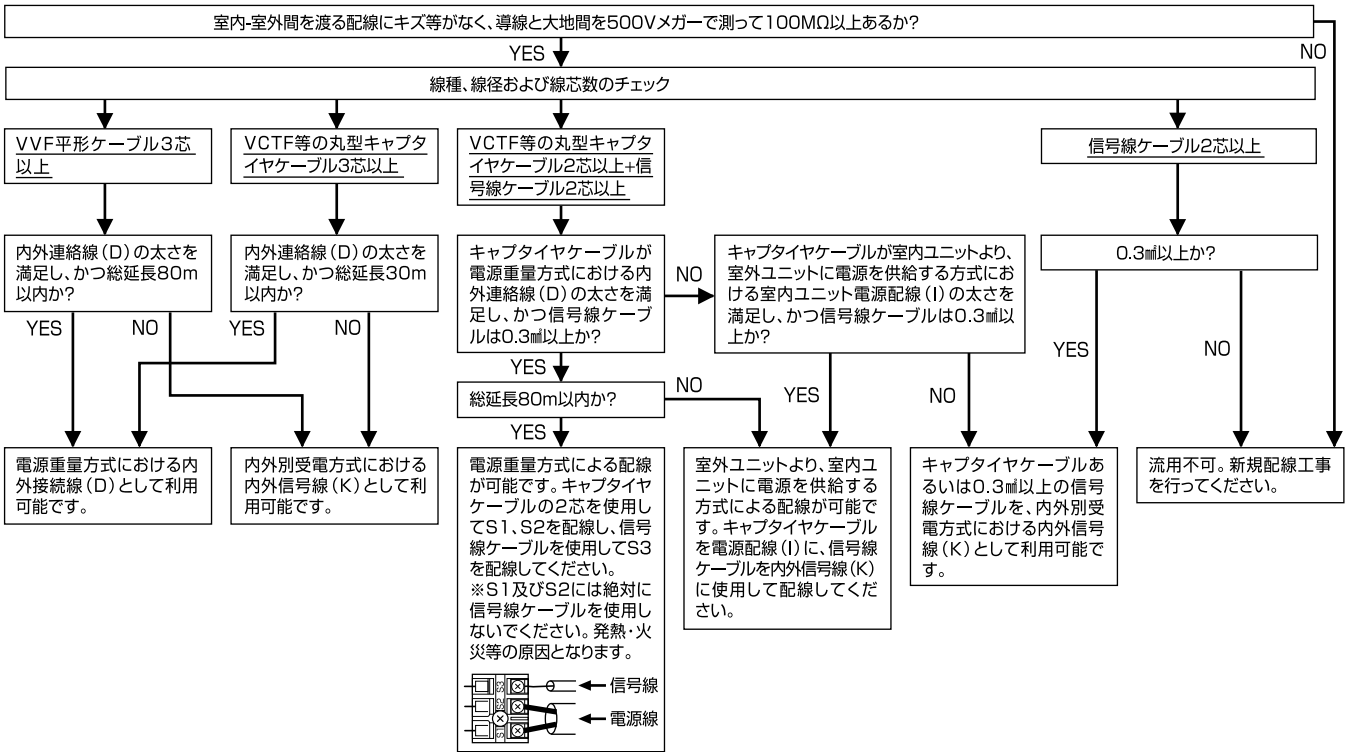 室内-室外間を渡る配線にキズ等がなく、導線と大地間を500Vメガーで測って100MΩ以上あるか?
YES
NO
線種、線径および線芯数のチェック
VVF平形ケーブル3芯
以上
VCTF等の丸型キャプタ
イヤケーブル3芯以上
VCTF等の丸型キャプタ
イヤケーブル2芯以上+信
号線ケーブル2芯以上
信号線ケーブル2芯以上
内外連絡線(D)の太さを
満足し、かつ総延長80m
以内か?
内外連絡線(D)の太さを
満足し、かつ総延長30m
以内か?
キャプタイヤケーブルが
電源重量方式における内
外連絡線(D)の太さを満
足し、かつ信号線ケーブ
ルは0.3㎟以上か?
NO
キャプタイヤケーブルが室内ユニットより、
室外ユニットに電源を供給する方式にお
ける室内ユニット電源配線(I)の太さを
満足し、かつ信号線ケーブルは0.3㎟以
上か?
0.3㎟以上か?
YES
NO
YES
NO
YES
総延長80m以内か?
NO
YES
YES
NO
YES
NO
電源重量方式における内
外接続線(D)として利用
可能です。
内外別受電方式における
内外信号線(K)として利
用可能です。
電源重量方式による配線
が可能です。キャプタイヤ
ケーブルの2芯を使用し
てS1、S2を配線し、信号
線ケーブルを使用してS3
を配線してください。
※S1及びS2には絶対に
信号線ケーブルを使用し
ないでください。発熱・火
災等の原因となります。
S3
S2
S1
信号線
電源線
室外ユニットより、室内ユ
ニットに電源を供給する
方式による配線が可能で
す。キャプタイヤケーブル
を電源配線(I)に、信号線
ケーブルを内外信号線(K)
に使用して配線してくだ
さい。
キャプタイヤケーブルあ
るいは0.3㎟以上の信号
線ケーブルを、内外別受
電方式における内外信号
線(K)として利用可能で
す。
流用不可。新規配線工事
を行ってください。